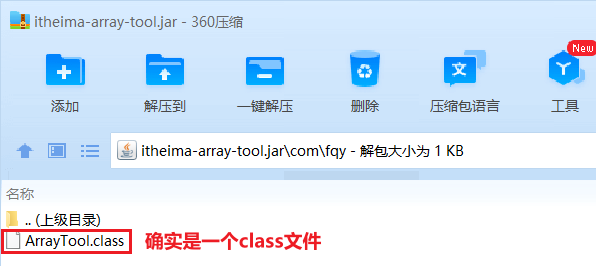 itheima-array-tool.jar - 360压缩
New
添加 解压到 一键解压 删除 压缩包语言 工具
itheima-array-tool.jar\com\fqy - 解包大小为 1 KB
名称
.. (上级目录)
ArrayTool.class 确实是一个class文件